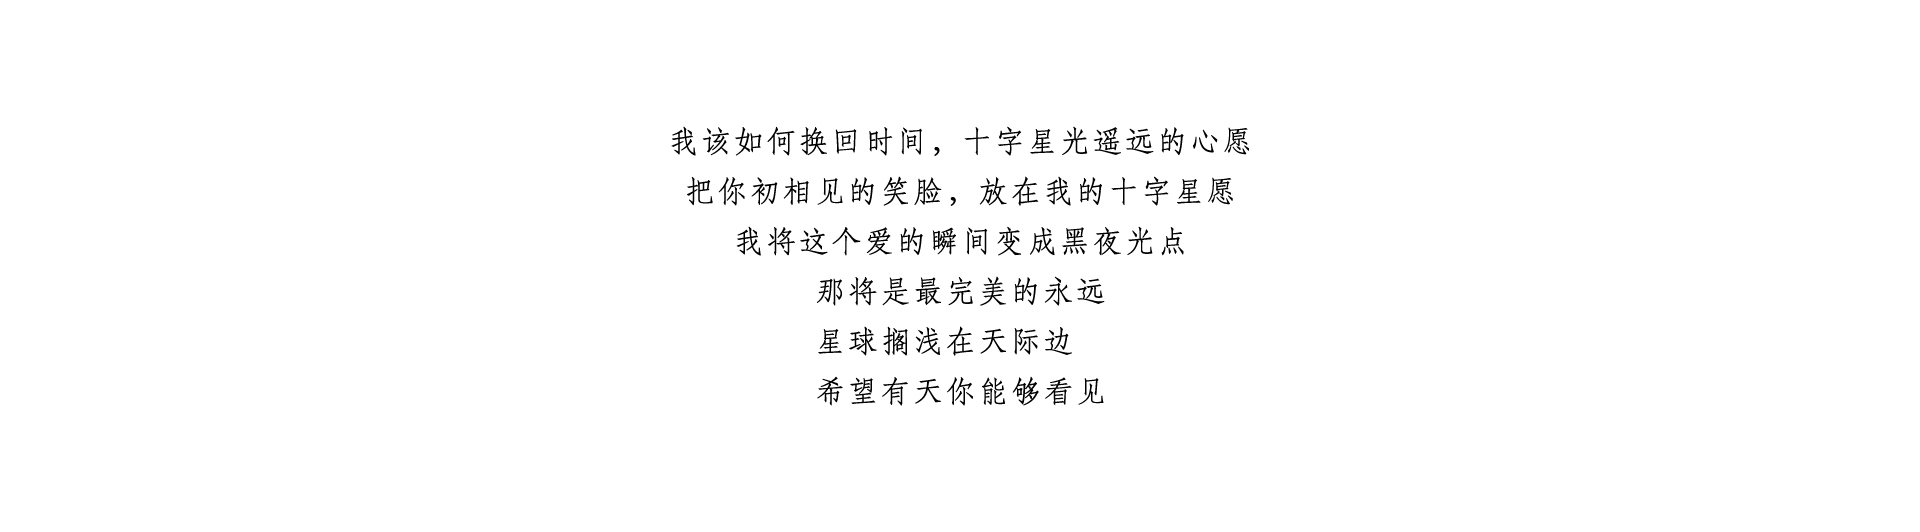 我该如何换回时间，十字星光遥远的心愿
把你初相见的笑脸，放在我的十字星愿
我将这个爱的瞬间变成黑夜光点
那将是最完美的永远
星球搁浅在天际边
希望有天你能够看见